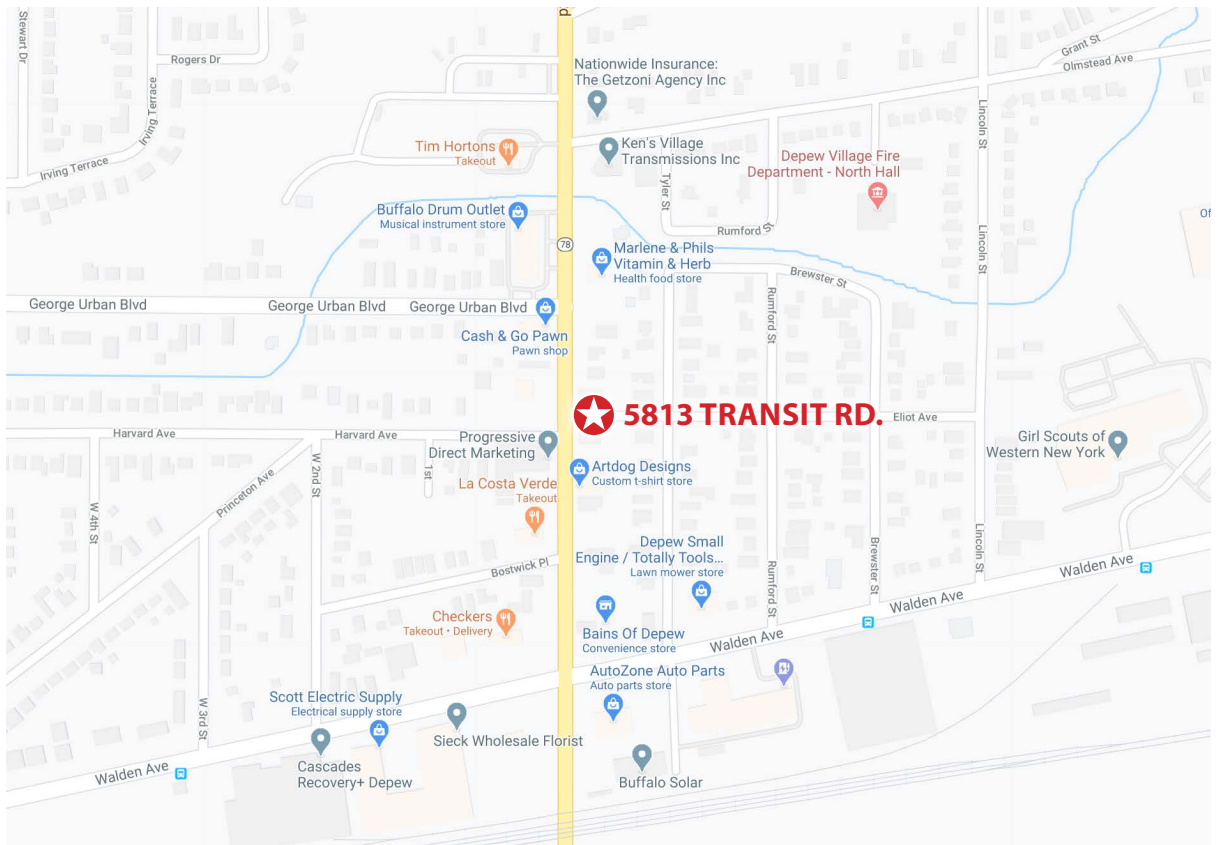 d
Stewart Dr
Rogers Dr
Irving Terrace
Irving Terrace
Grant St
Olmstead Ave
Nationwide Insurance:
The Getzoni Agency Inc
Tim Hortons
Takeout
Ken's Village
Transmissions Inc
Lincoln St
Depew Village Fire
Department - North Hall
Tyler St
Buffalo Drum Outlet
Musical instrument store
Rumford St
78
Of
Marlene & Phils
Vitamin & Herb
Health food store
Lincoln St
Brewster St
George Urban Blvd
George Urban Blvd
George Urban Blvd
Rumford St
Cash & Go Pawn
Pawn shop
5813 TRANSIT RD.
Eliot Ave
Harvard Ave
Harvard Ave
Progressive
Direct Marketing
Girl Scouts of
Western New York
W 2nd St
1st
Artdog Designs
Custom t-shirt store
Princeton Ave
La Costa Verde
Takeout
W 4th St
Depew Small
Engine / Totally Tools...
Lawn mower store
Lincoln St
Bostwick Pl
Rumford St
Brewster St
Walden Ave
Walden Ave
Checkers
Takeout • Delivery
Bains Of Depew
Convenience store
Walden Ave
AutoZone Auto Parts
Auto parts store
Scott Electric Supply
Electrical supply store
W 3rd St
Sieck Wholesale Florist
Cascades
Recovery+ Depew
Walden Ave
Buffalo Solar